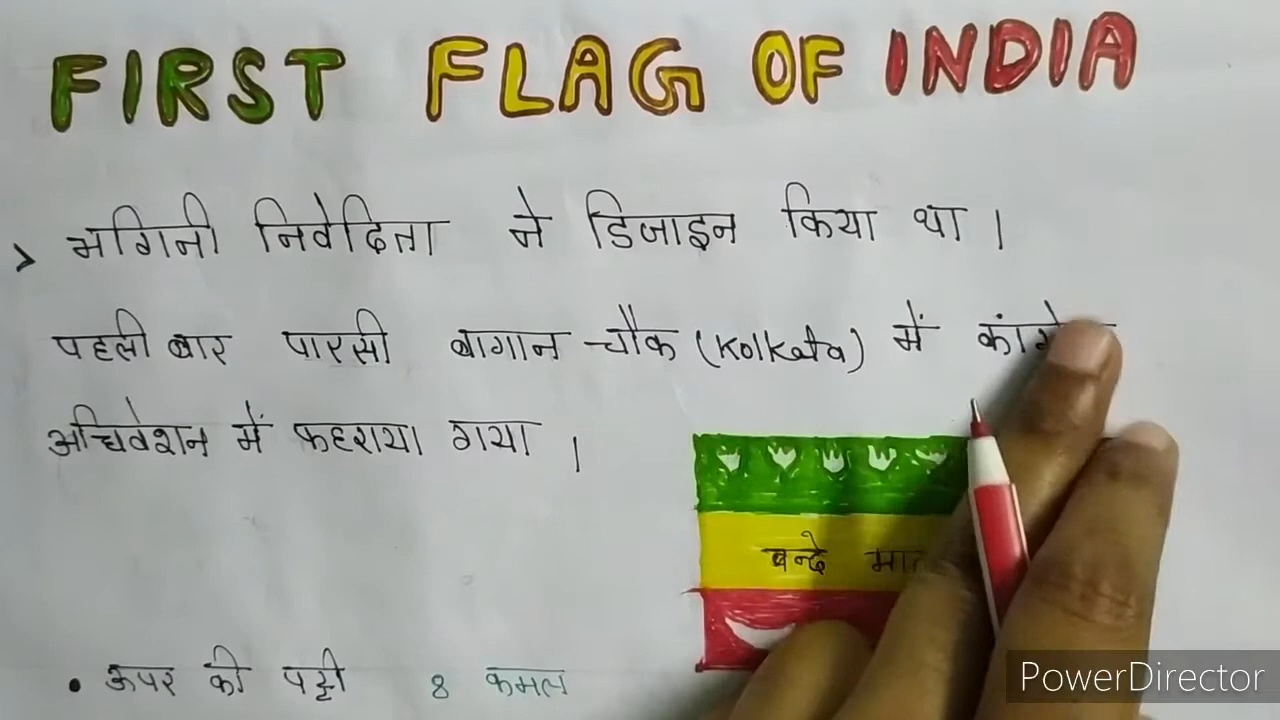 FIRST FLAG OF INDIA
> भगिनी निवेदिता ने डिजाइन किया था ।
पहली बार पारसी बागान चौक (Kolkata) में
अधिवेशन में फहराया गया ।
बन्दे
• ऊपर की पट्टी 8 कमल
PowerDirector